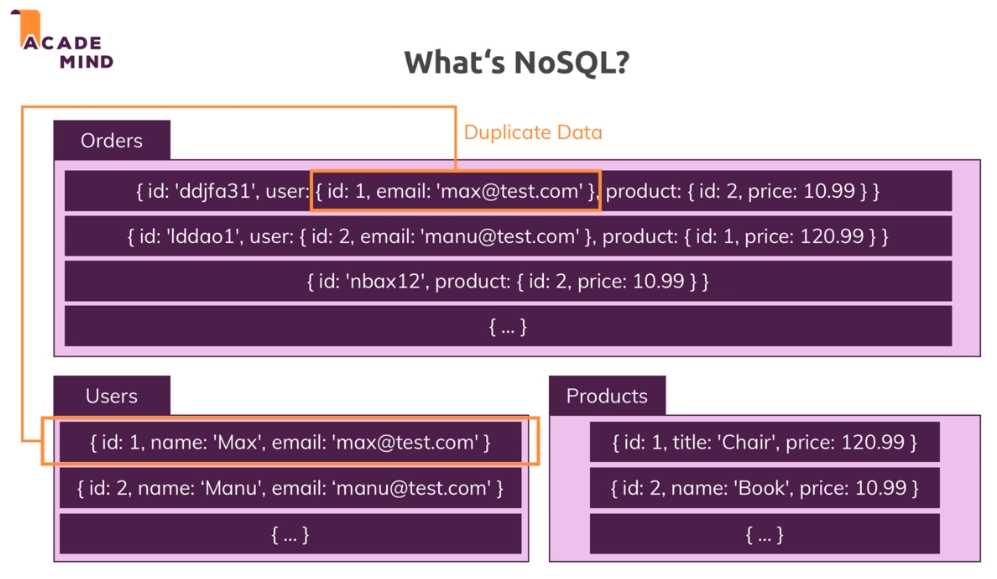 ACADE
MIND
What‘s NoSQL?
Duplicate Data
Orders
{ id: 'ddjfa31', user: { id: 1, email: 'max@test.com' }, product: { id: 2, price: 10.99 } }
{ id: 'lddao1', user: { id: 2, email: 'manu@test.com' }, product: { id: 1, price: 120.99 } }
{ id: 'nbax12', product: { id: 2, price: 10.99 } }
{ ... }
Users
{ id: 1, name: 'Max', email: 'max@test.com' }
{ id: 2, name: ‘Manu', email: ‘manu@test.com' }
{ ... }
Products
{ id: 1, title: 'Chair', price: 120.99 }
{ id: 2, name: 'Book', price: 10.99 }
{ ... }